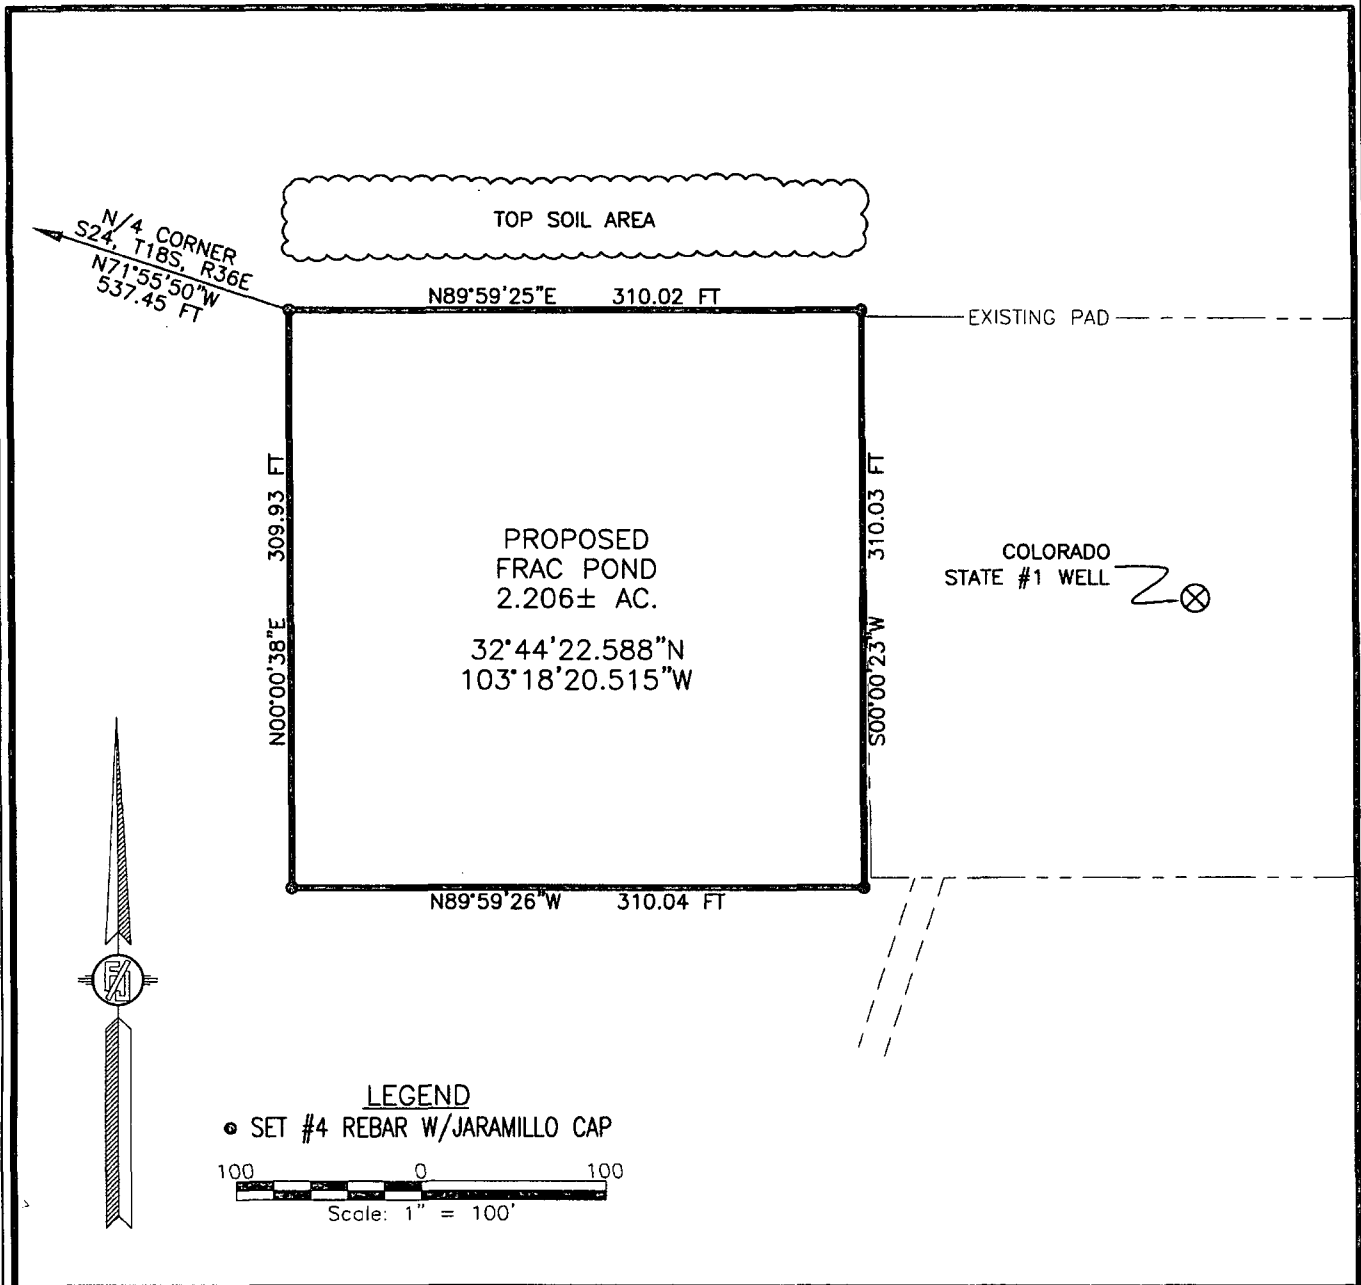 TOP SOIL AREA
N/4 CORNER
S24, T18S, R36E
N71°55'50"W
537.45 FT
N89°59'25"E 310.02 FT
EXISTING PAD
N00°00'38"E 309.93 FT
S00°00'23"W 310.03 FT
PROPOSED
FRAC POND
2.206± AC.
32°44'22.588"N
103°18'20.515"W
COLORADO
STATE #1 WELL
N89°59'26"W 310.04 FT
LEGEND
SET #4 REBAR W/JARAMILLO CAP
100 0 100
Scale: 1" = 100'